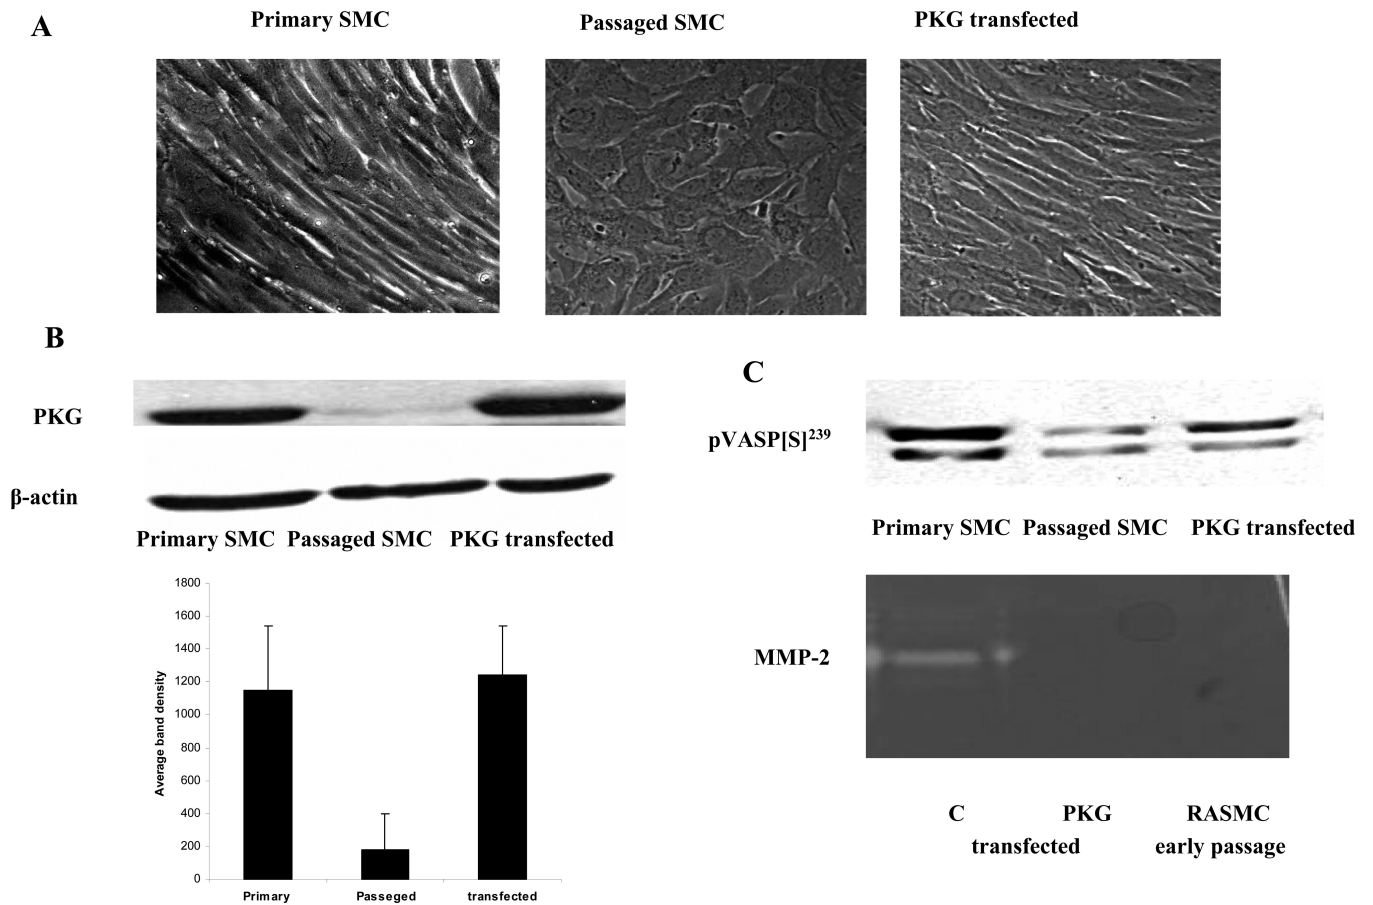 A
Primary SMC
Passaged SMC
PKG transfected
B
PKG
β-actin
Primary SMC Passaged SMC PKG transfected
1800
1600
1400
1200
1000
800
600
400
200
0
Average band density
Primary Passeged transfected
C
pVASP[S]²³⁹
Primary SMC Passaged SMC PKG transfected
MMP-2
C PKG RASMC
transfected early passage